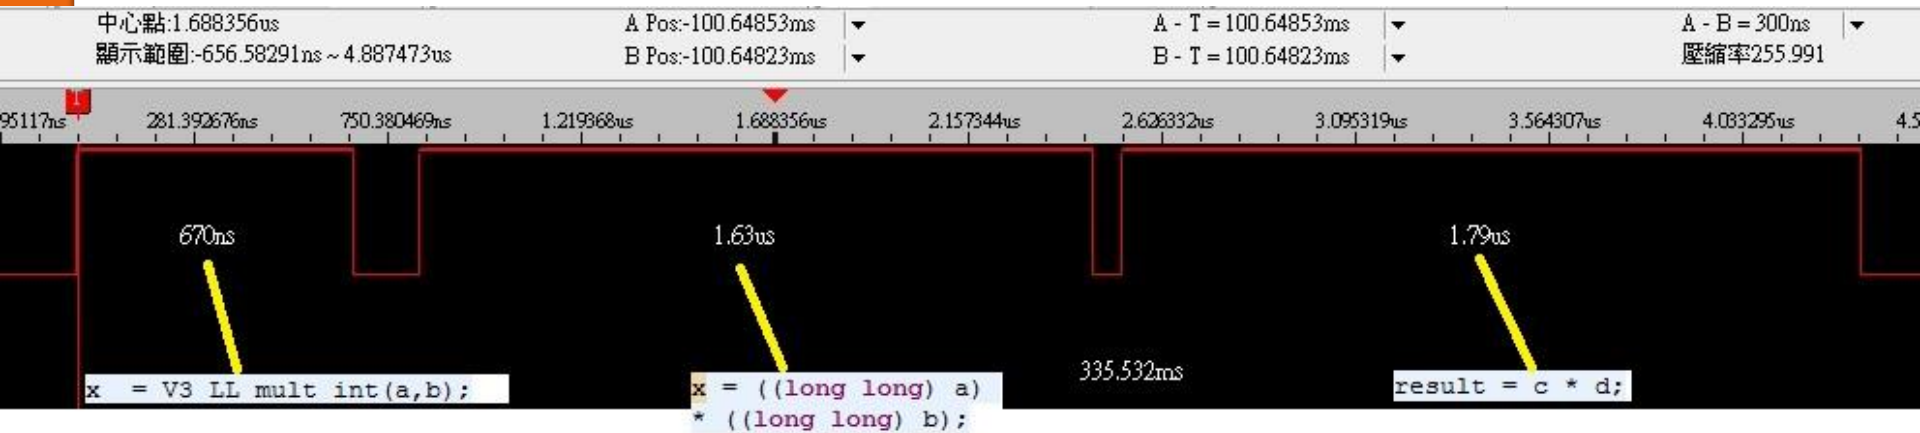 中心點:1.688356us
A Pos:-100.64853ms
A - T = 100.64853ms
A - B = 300ns
顯示範圍:-656.58291ns ~ 4.887473us
B Pos:-100.64823ms
B - T = 100.64823ms
壓縮率255.991
T
95117ns 281.392676ns 750.380469ns 1.219368us 1.688356us 2.157344us 2.626332us 3.095319us 3.564307us 4.033295us 4.5
670ns
1.63us
1.79us
335.532ms
x = V3 LL mult int(a,b);
x = ((long long) a)
* ((long long) b);
result = c * d;